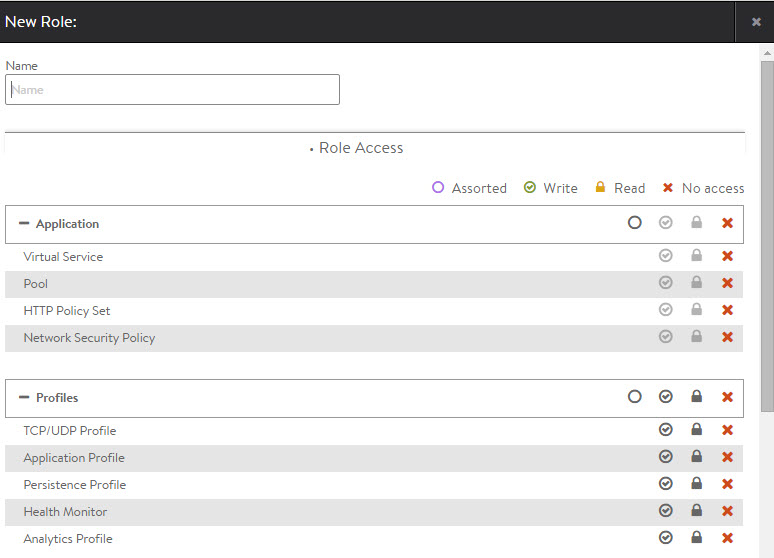 New Role:
Name
Name
• Role Access
Assorted Write Read No access
Application
Virtual Service
Pool
HTTP Policy Set
Network Security Policy
Profiles
TCP/UDP Profile
Application Profile
Persistence Profile
Health Monitor
Analytics Profile